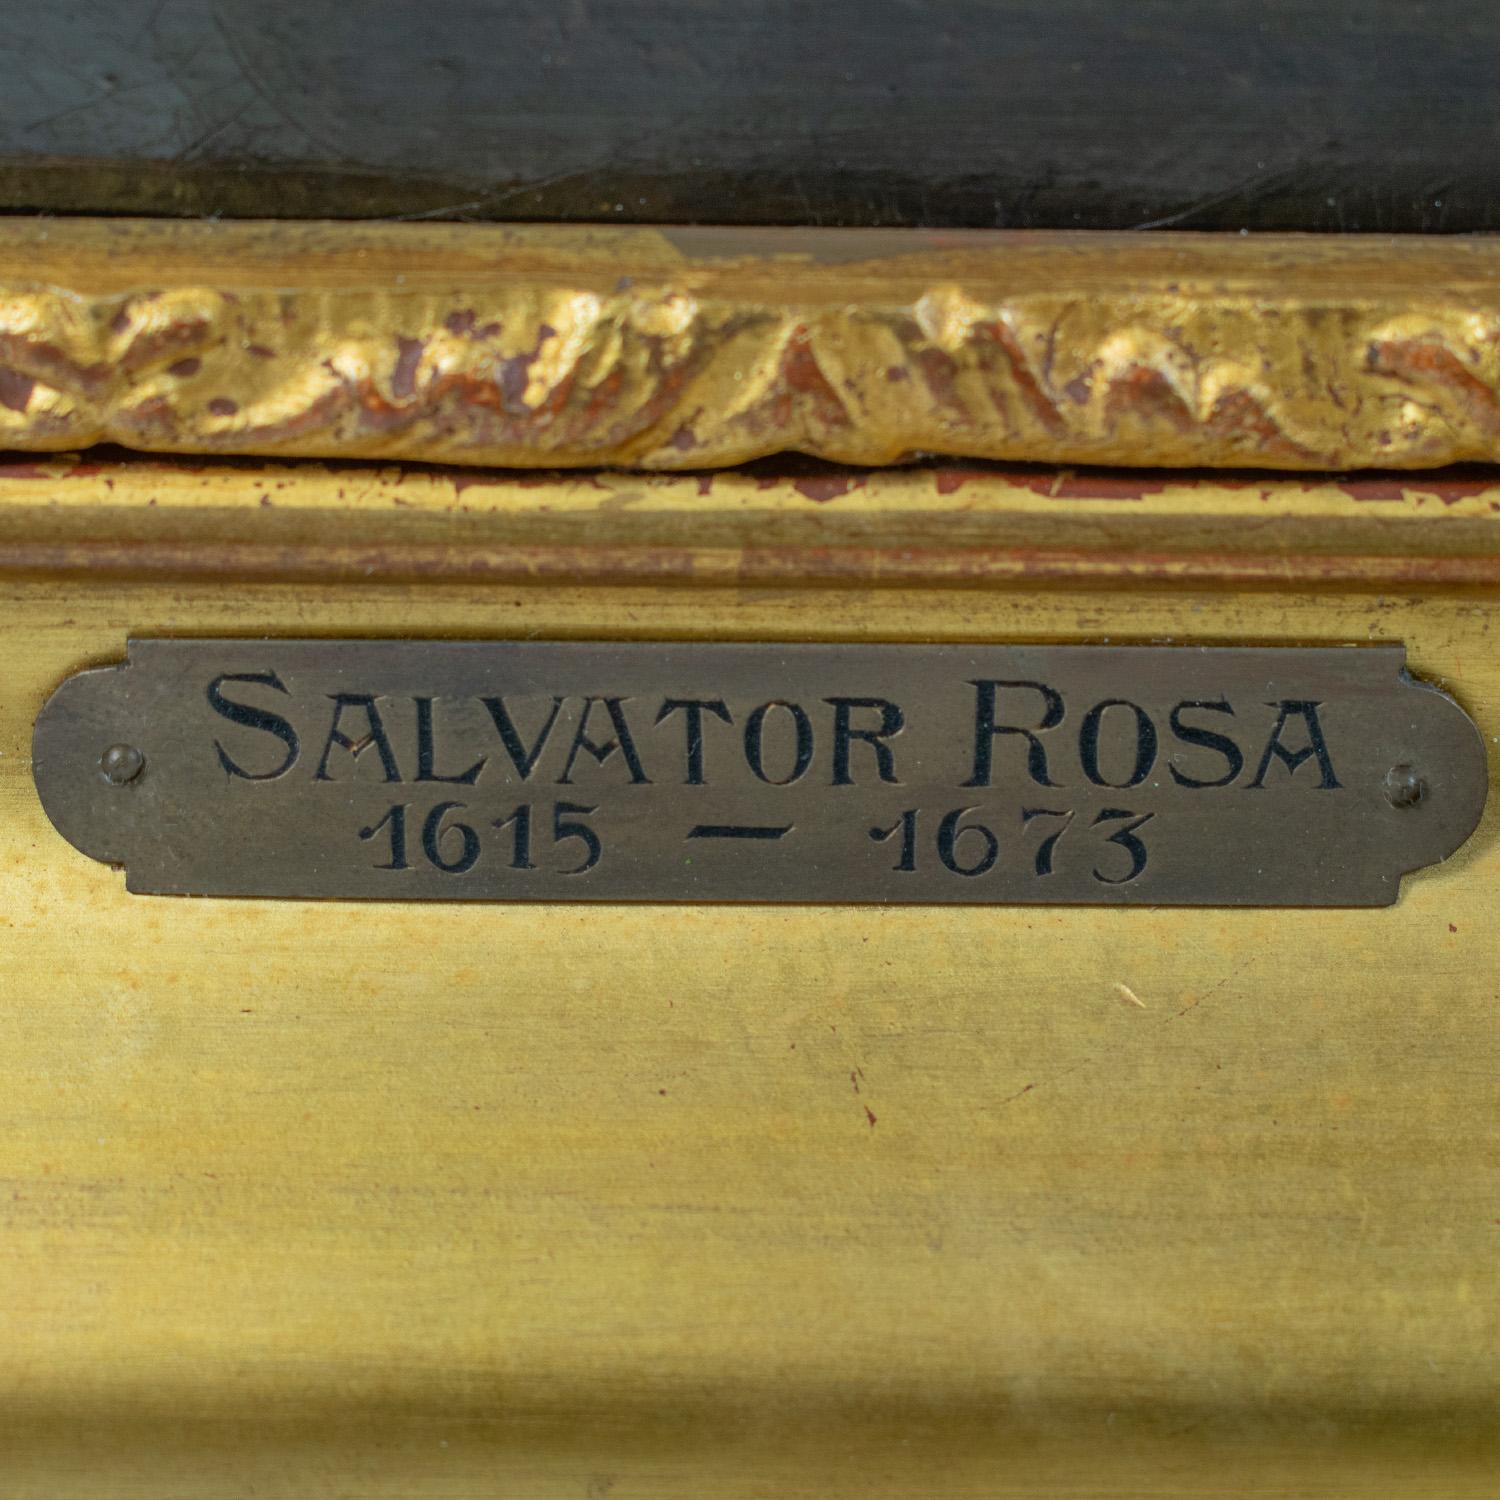 SALVATOR ROSA
1615 — 1673